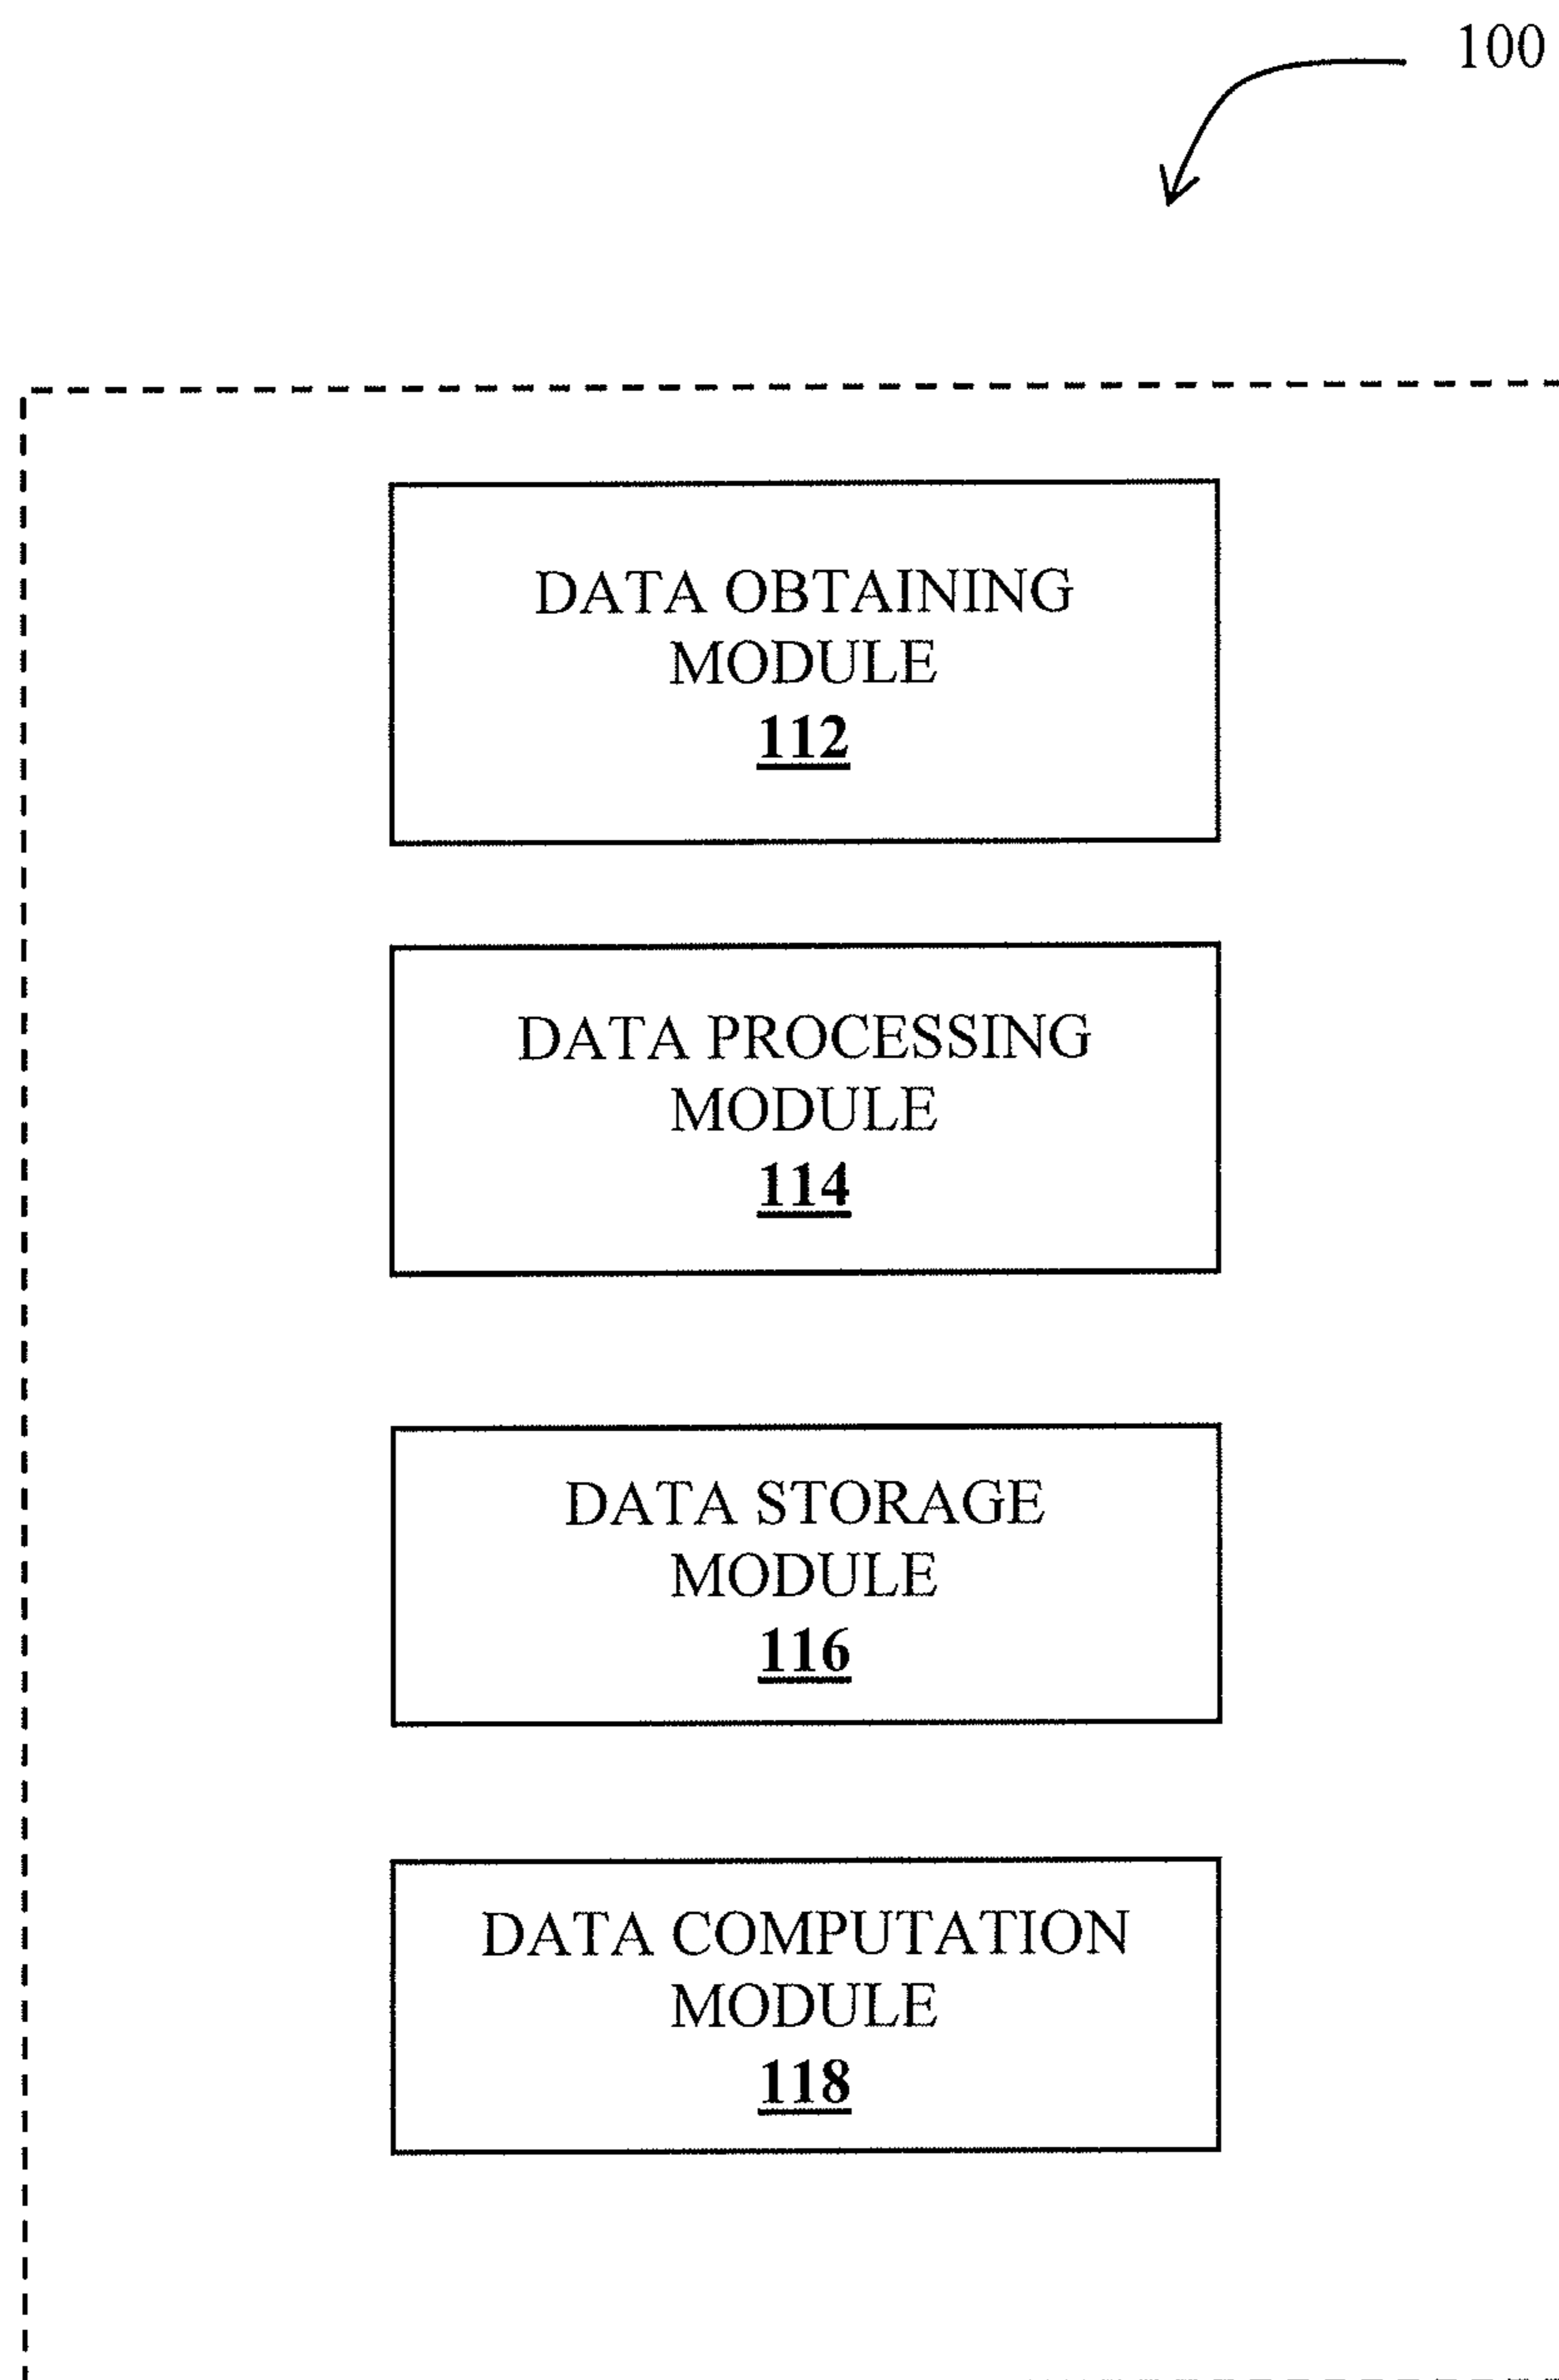 100
DATA OBTAINING
MODULE
112
DATA PROCESSING
MODULE
114
DATA STORAGE
MODULE
116
DATA COMPUTATION
MODULE
118